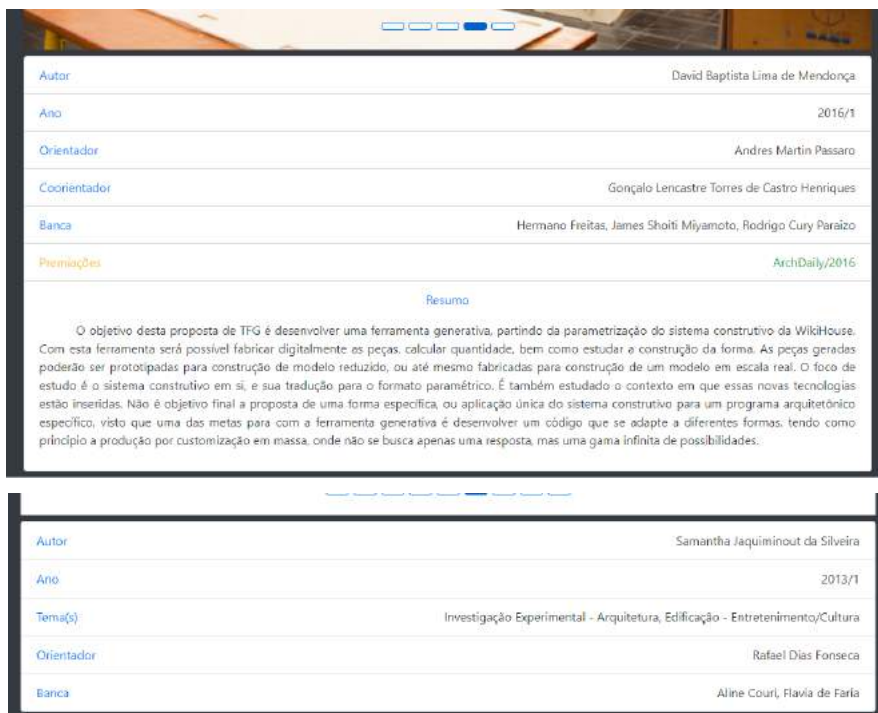 Autor David Baptista Lima de Mendonça
Ano 2016/1
Orientador Andres Martin Passaro
Coorientador Gonçalo Lencastre Torres de Castro Henriques
Banca Hermano Freitas, James Shoiti Miyamoto, Rodrigo Cury Paraizo
Premiações ArchDaily/2016
Resumo
O objetivo desta proposta de TFG é desenvolver uma ferramenta generativa, partindo da parametrização do sistema construtivo da WikiHouse.
Com esta ferramenta será possível fabricar digitalmente as peças, calcular quantidade, bem como estudar a construção da forma. As peças geradas
poderão ser prototipadas para construção de modelo reduzido, ou até mesmo fabricadas para construção de um modelo em escala real. O foco de
estudo é o sistema construtivo em si, e sua tradução para o formato paramétrico. É também estudado o contexto em que essas novas tecnologias
estão inseridas. Não é objetivo final a proposta de uma forma específica, ou aplicação única do sistema construtivo para um programa arquitetônico
específico, visto que uma das metas para com a ferramenta generativa é desenvolver um código que se adapte a diferentes formas, tendo como
princípio a produção por customização em massa, onde não se busca apenas uma resposta, mas uma gama infinita de possibilidades.
Autor Samantha Jaquiminout da Silveira
Ano 2013/1
Tema(s) Investigação Experimental - Arquitetura, Edificação - Entretenimento/Cultura
Orientador Rafael Dias Fonseca
Banca Aline Couri, Flavia de Faria